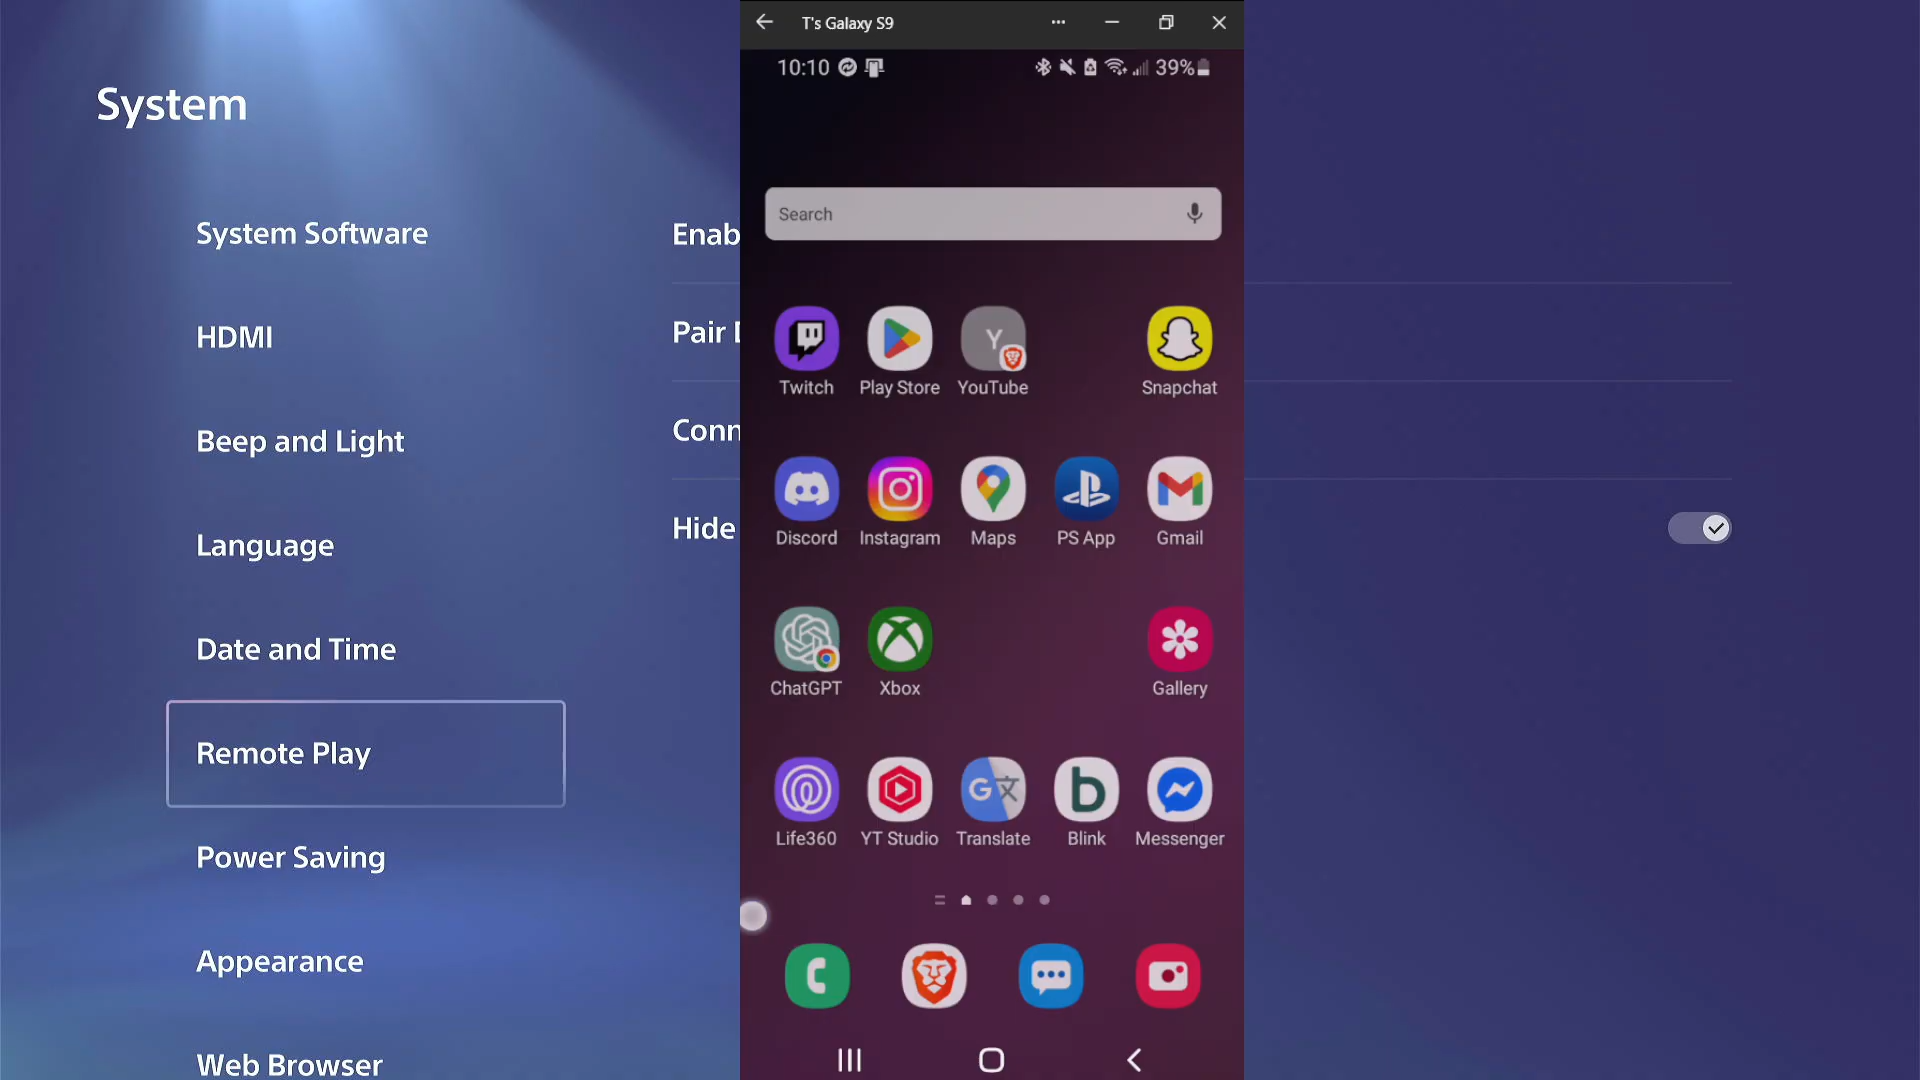 System
System Software
HDMI
Beep and Light
Language
Date and Time
Remote Play
Power Saving
Appearance
Web Browser
Enab
Pair
Conn
Hide
T's Galaxy S9
10:10
39%
Search
Twitch
Play Store
Y
YouTube
Snapchat
Discord
Instagram
Maps
PS App
Gmail
ChatGPT
Xbox
Gallery
Life360
YT Studio
G
Translate
b
Blink
Messenger